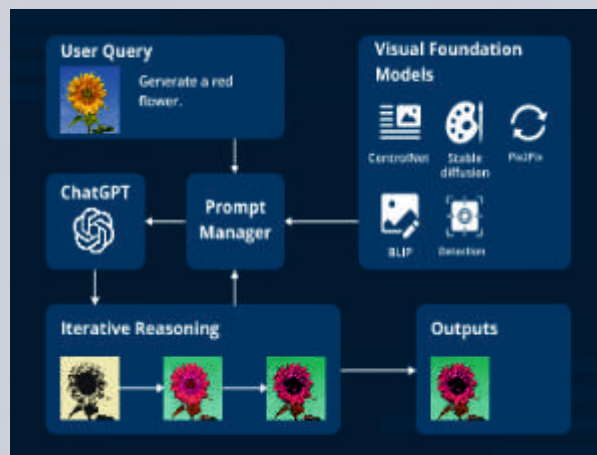 User Query
Generate a red
flower.
Visual Foundation
Models
ControlNet
Stable
diffusion
Pix2Pix
BLIP
Detection
ChatGPT
Prompt
Manager
Iterative Reasoning
Outputs